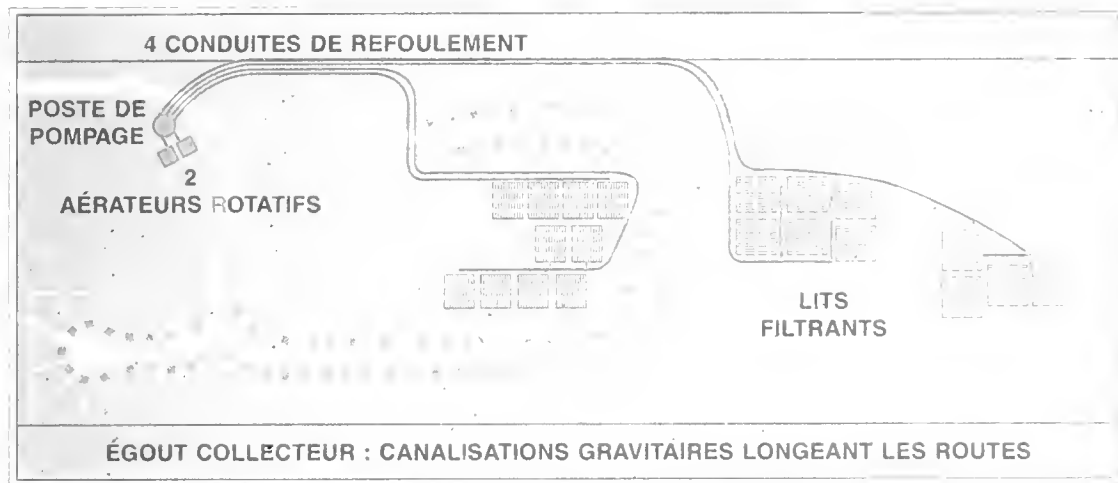 4 CONDUITES DE REFOULEMENT
POSTE DE
POMPAGE
2
AÉRATEURS ROTATIFS
LITS
FILTRANTS
ÉGOUT COLLECTEUR : CANALISATIONS GRAVITAIRES LONGEANT LES ROUTES